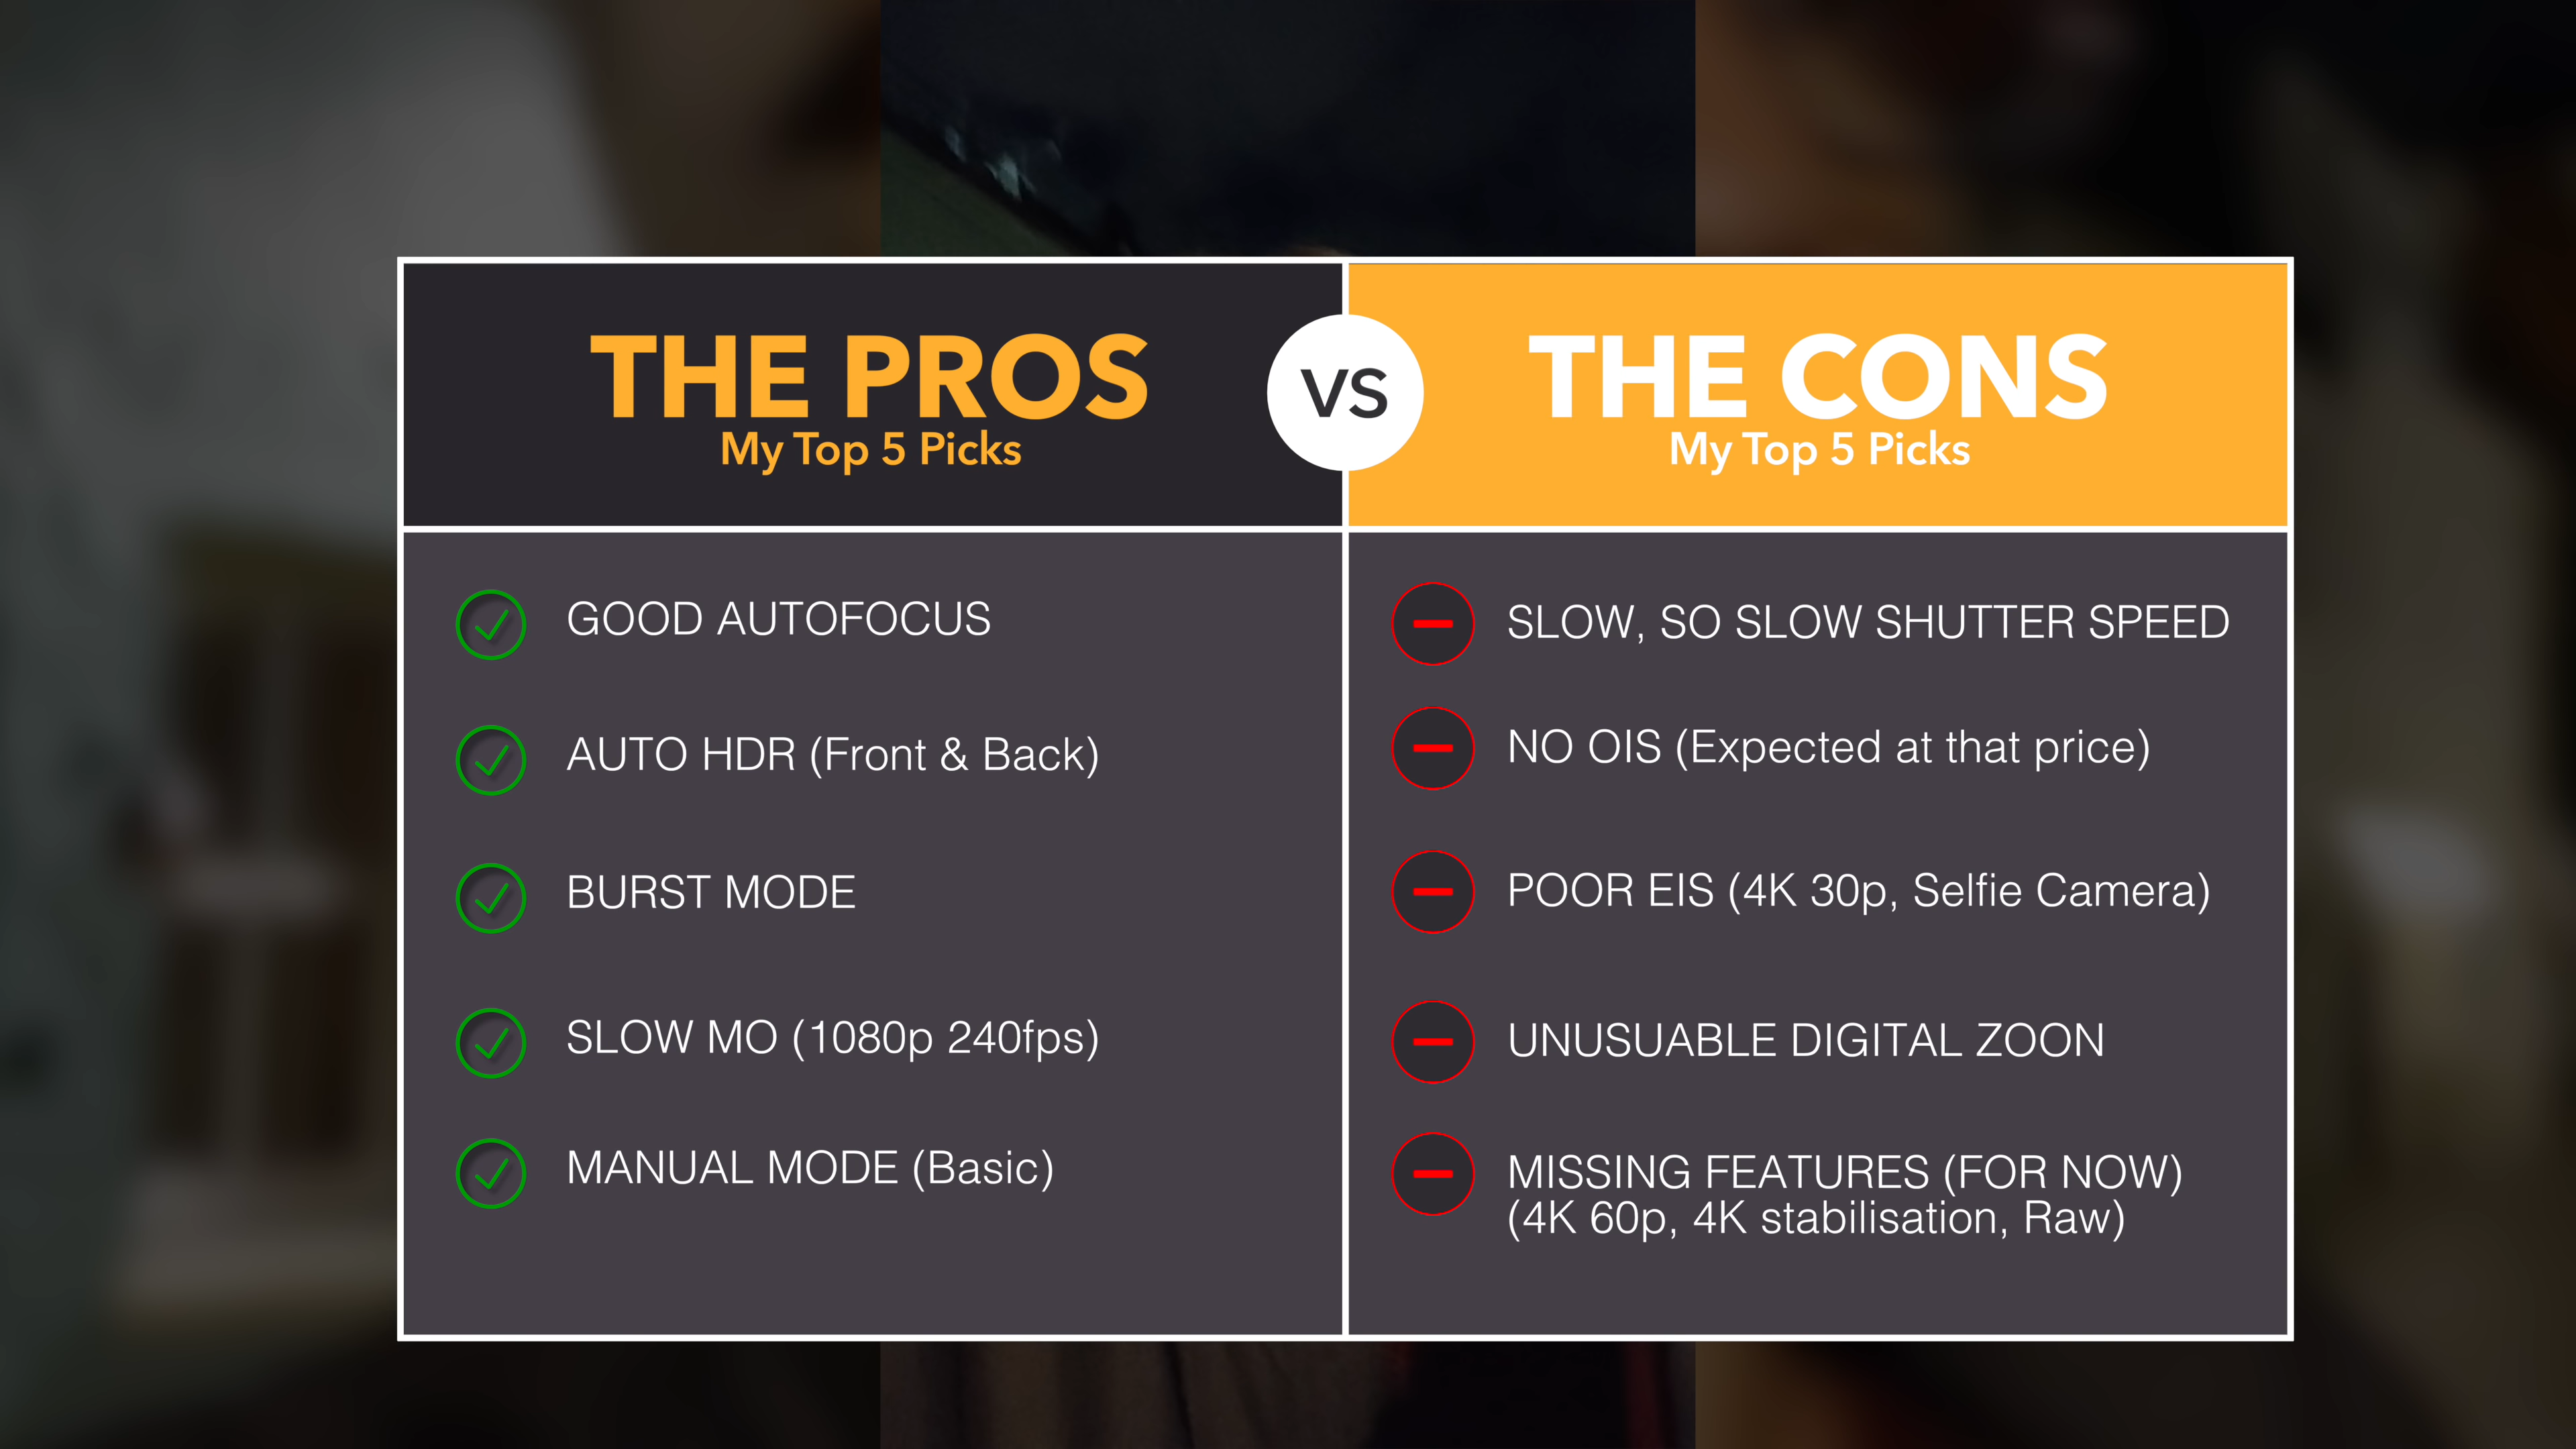 THE PROS
My Top 5 Picks
VS
THE CONS
My Top 5 Picks
GOOD AUTOFOCUS
AUTO HDR (Front & Back)
BURST MODE
SLOW MO (1080p 240fps)
MANUAL MODE (Basic)
SLOW, SO SLOW SHUTTER SPEED
NO OIS (Expected at that price)
POOR EIS (4K 30p, Selfie Camera)
UNUSUABLE DIGITAL ZOON
MISSING FEATURES (FOR NOW)
(4K 60p, 4K stabilisation, Raw)